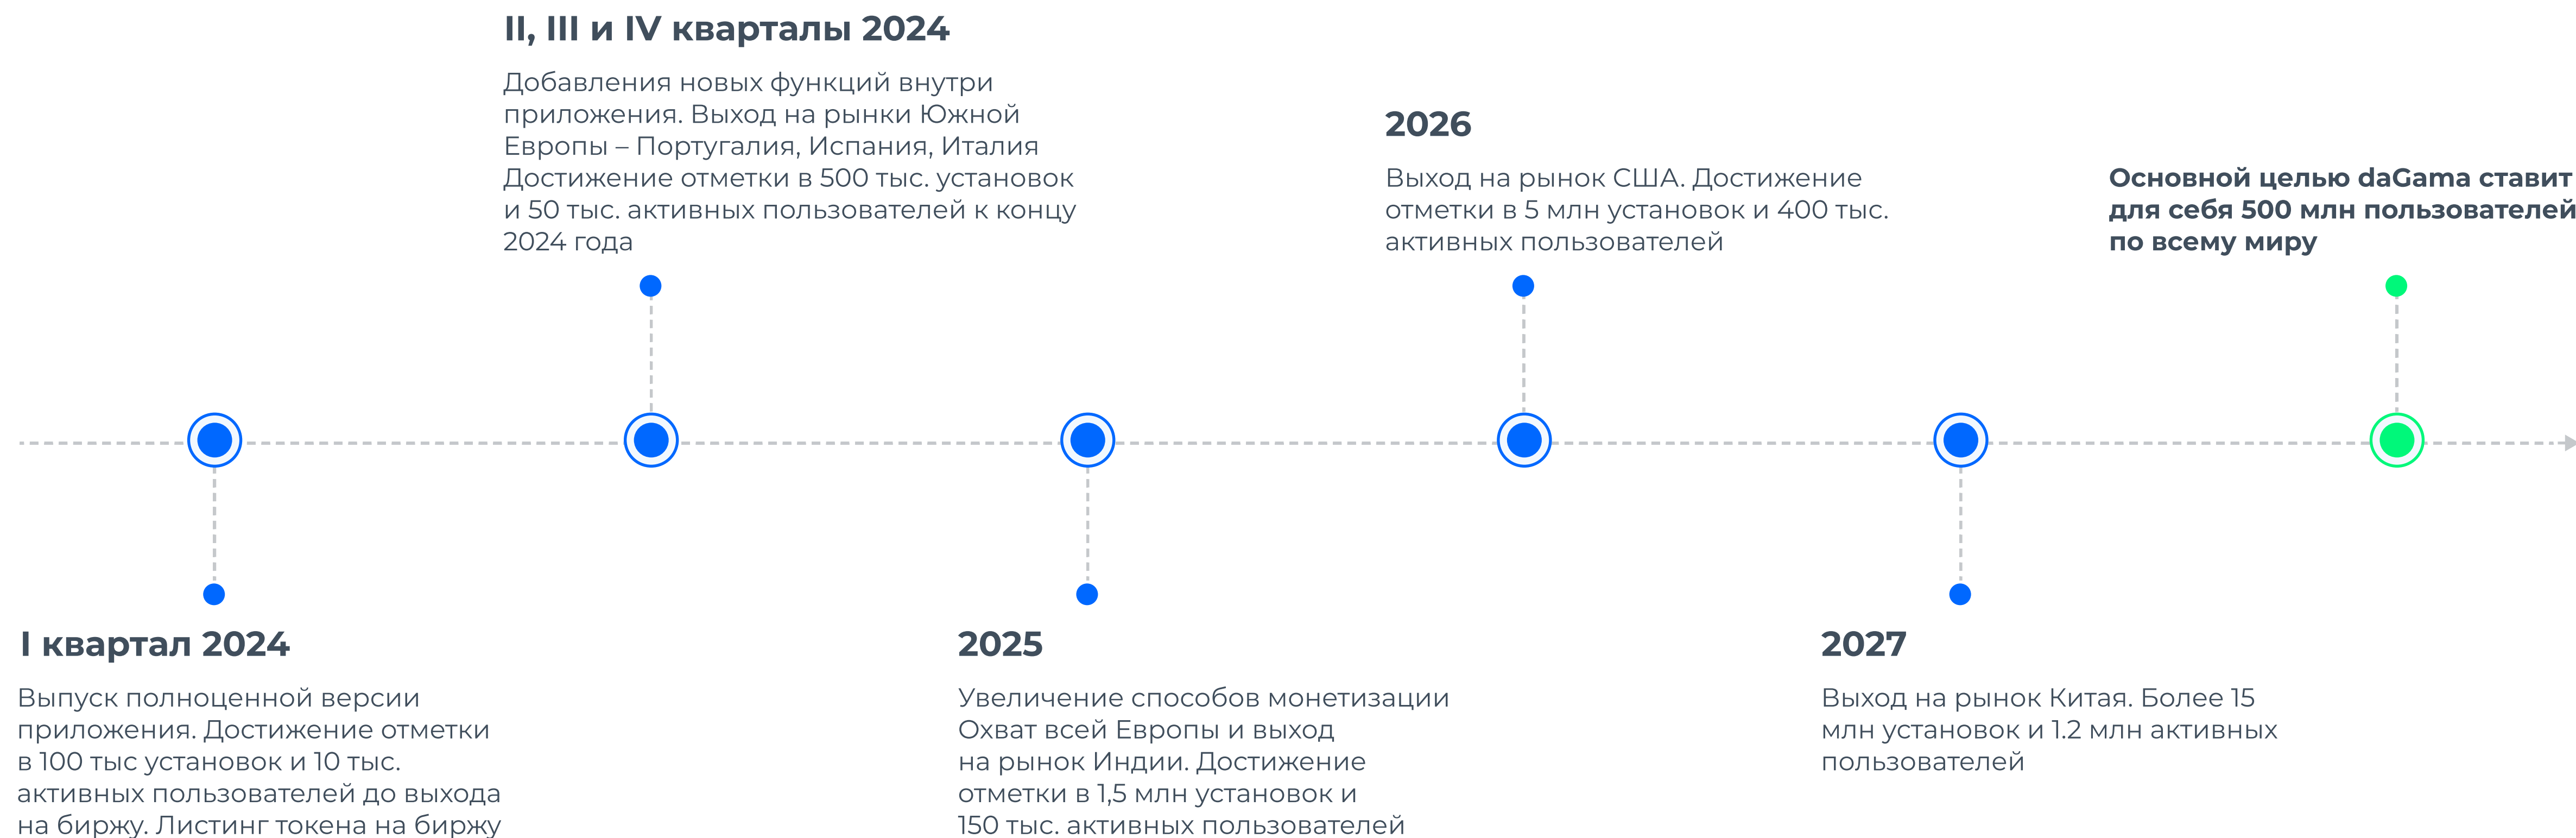 II, III и IV кварталы 2024
Добавления новых функций внутри
приложения. Выход на рынки Южной
Европы – Португалия, Испания, Италия
Достижение отметки в 500 тыс. установок
и 50 тыс. активных пользователей к концу
2024 года
2026
Выход на рынок США. Достижение
отметки в 5 млн установок и 400 тыс.
активных пользователей
Основной целью daGama ставит
для себя 500 млн пользователей
по всему миру
I квартал 2024
Выпуск полноценной версии
приложения. Достижение отметки
в 100 тыс установок и 10 тыс.
активных пользователей до выхода
на биржу. Листинг токена на биржу
2025
Увеличение способов монетизации
Охват всей Европы и выход
на рынок Индии. Достижение
отметки в 1,5 млн установок и
150 тыс. активных пользователей
2027
Выход на рынок Китая. Более 15
млн установок и 1.2 млн активных
пользователей